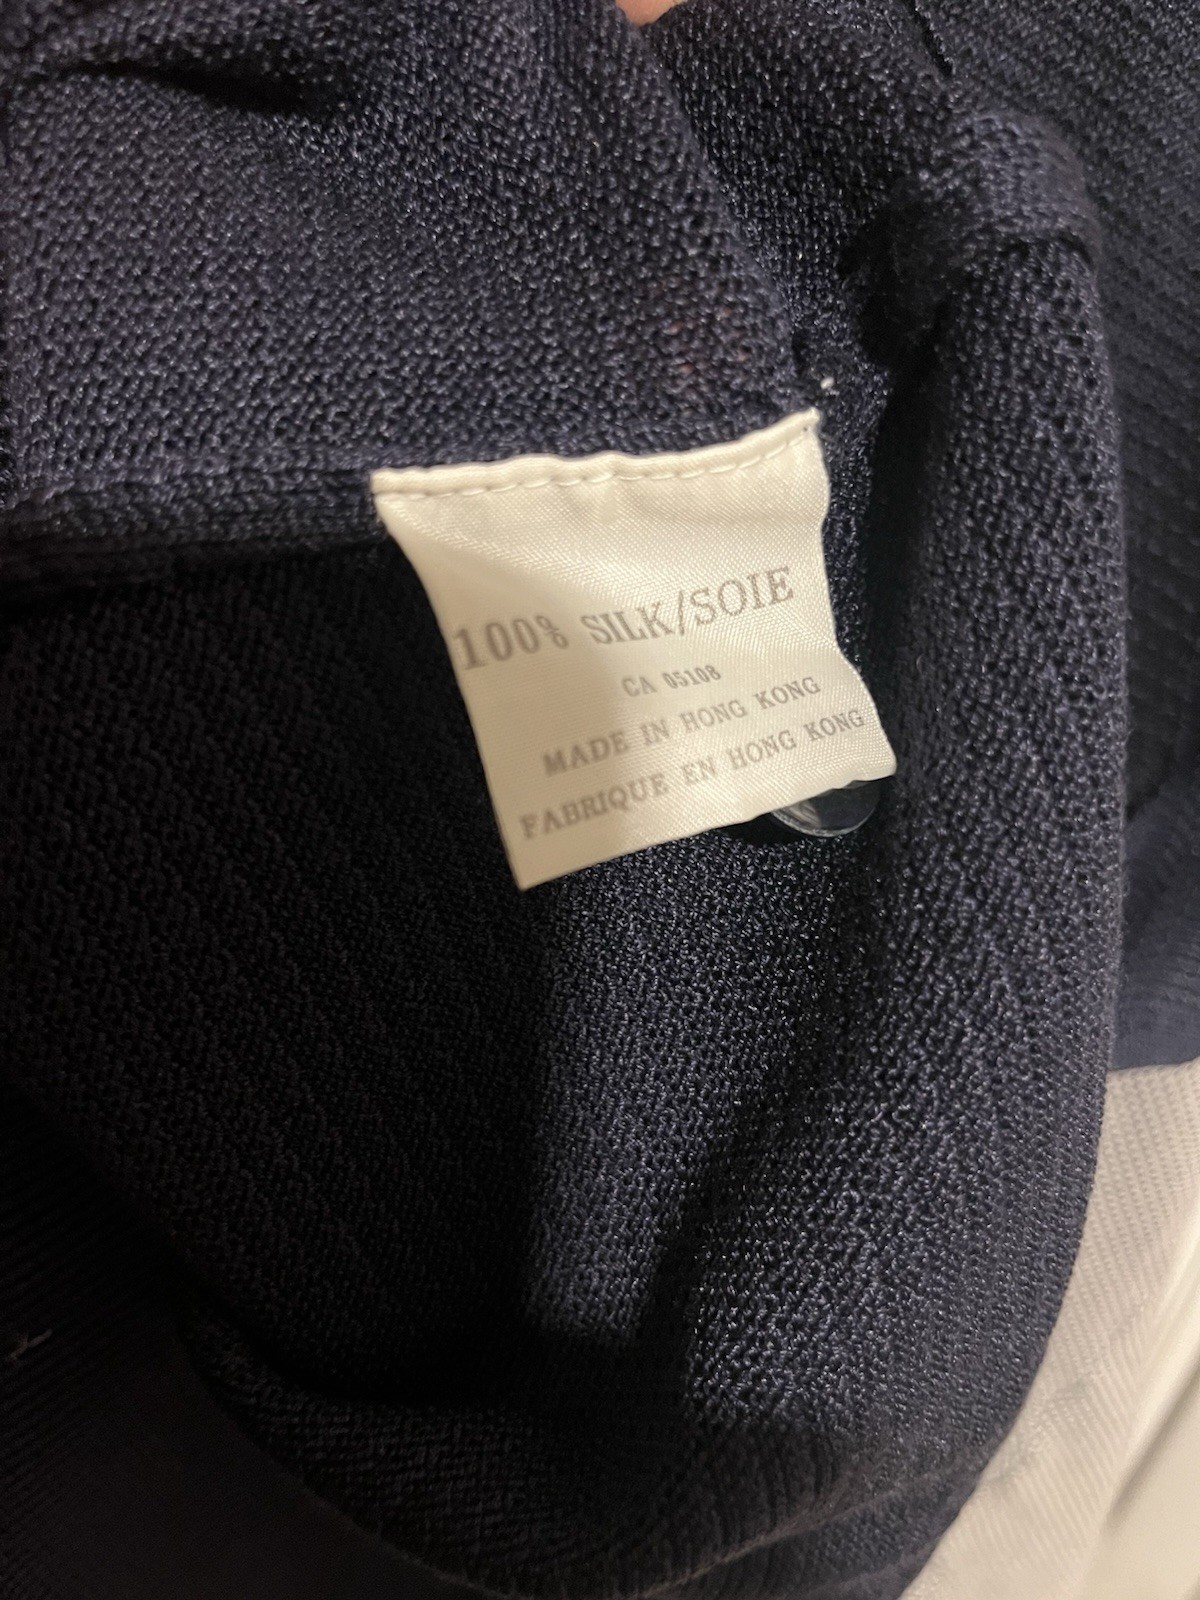 100% SILK/SOIE
CA 05108
MADE IN HONG KONG
FABRIQUE EN HONG KONG